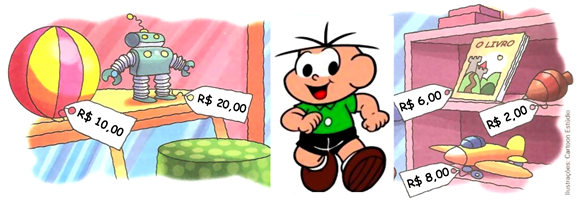 R$ 10,00
R$ 20,00
O LIVRO
R$ 6,00
R$ 2,00
R$ 8,00
Ilustrações: Cartoon Estúdio